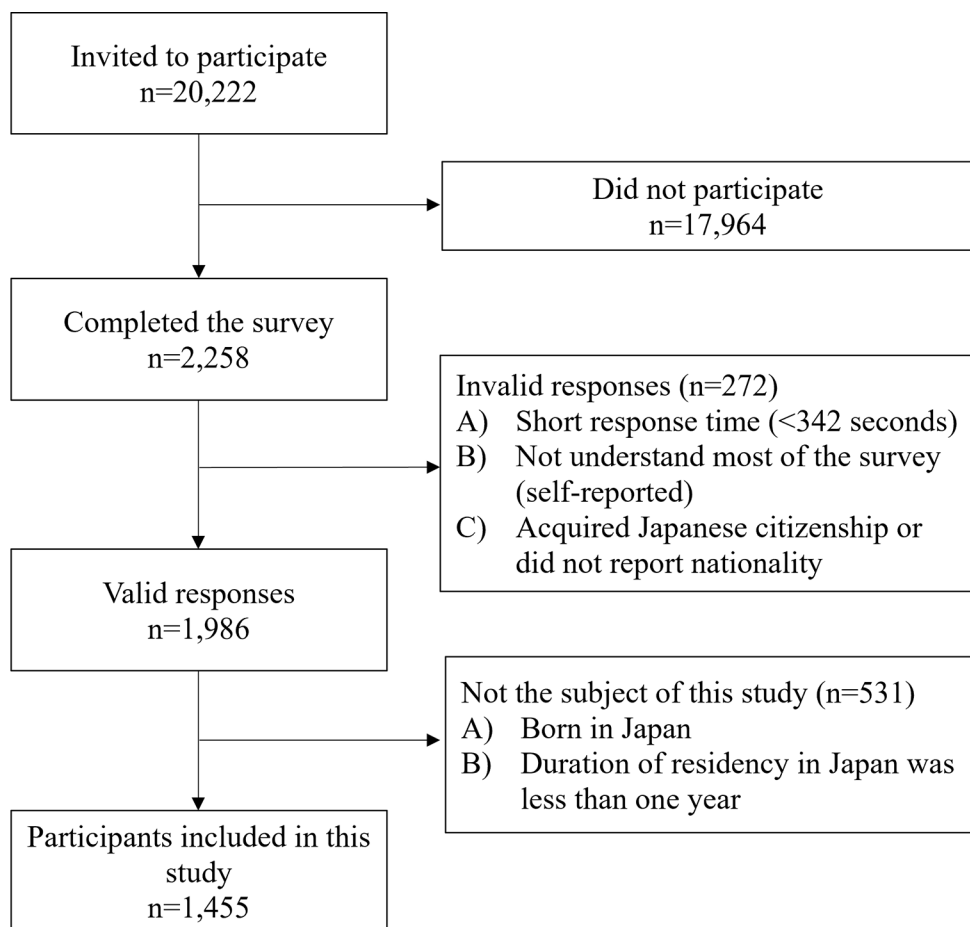 Invited to participate
n=20,222
Did not participate
n=17,964
Completed the survey
n=2,258
Invalid responses (n=272)
A) Short response time (<342 seconds)
B) Not understand most of the survey
(self-reported)
C) Acquired Japanese citizenship or
did not report nationality
Valid responses
n=1,986
Not the subject of this study (n=531)
A) Born in Japan
B) Duration of residency in Japan was
less than one year
Participants included in this
study
n=1,455